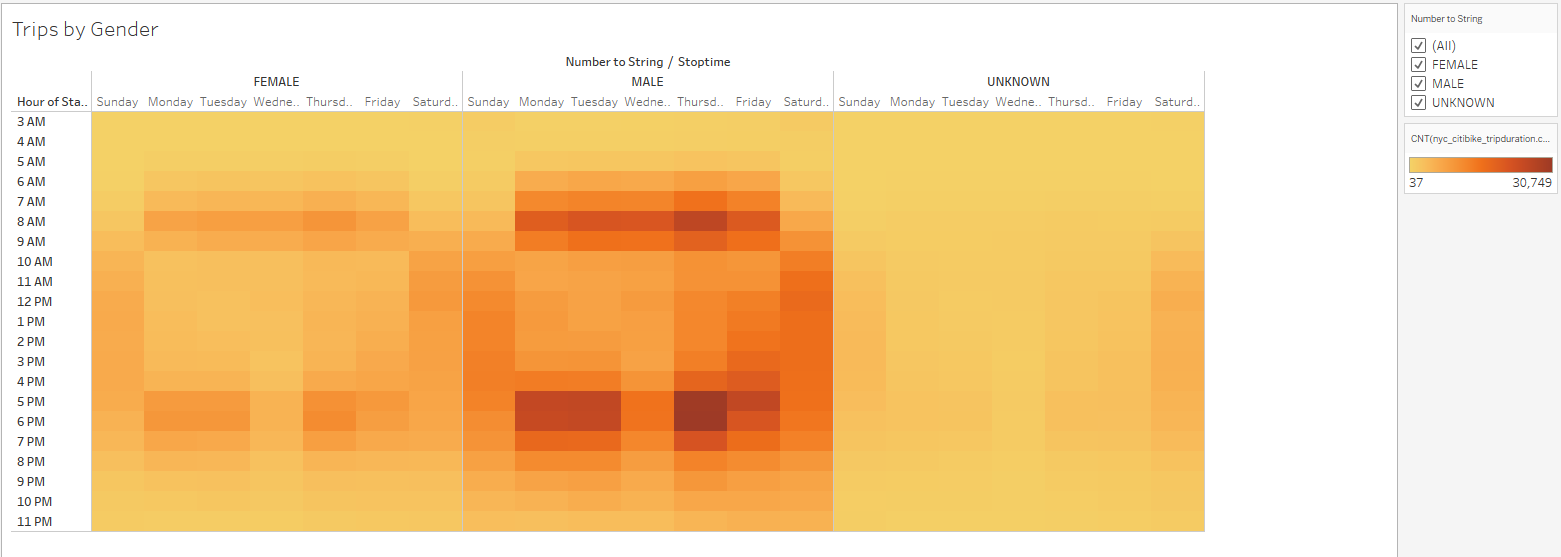 Trips by Gender
Number to String / Stoptime
FEMALE MALE UNKNOWN
Hour of Sta.. Sunday Monday Tuesday Wedne.. Thursd.. Friday Saturd.. Sunday Monday Tuesday Wedne.. Thursd.. Friday Saturd.. Sunday Monday Tuesday Wedne.. Thursd.. Friday Saturd..
3 AM
4 AM
5 AM
6 AM
7 AM
8 AM
9 AM
10 AM
11 AM
12 PM
1 PM
2 PM
3 PM
4 PM
5 PM
6 PM
7 PM
8 PM
9 PM
10 PM
11 PM
Number to String
(All)
FEMALE
MALE
UNKNOWN
CNT(nyc_citibike_tripduration.c...
37 30,749